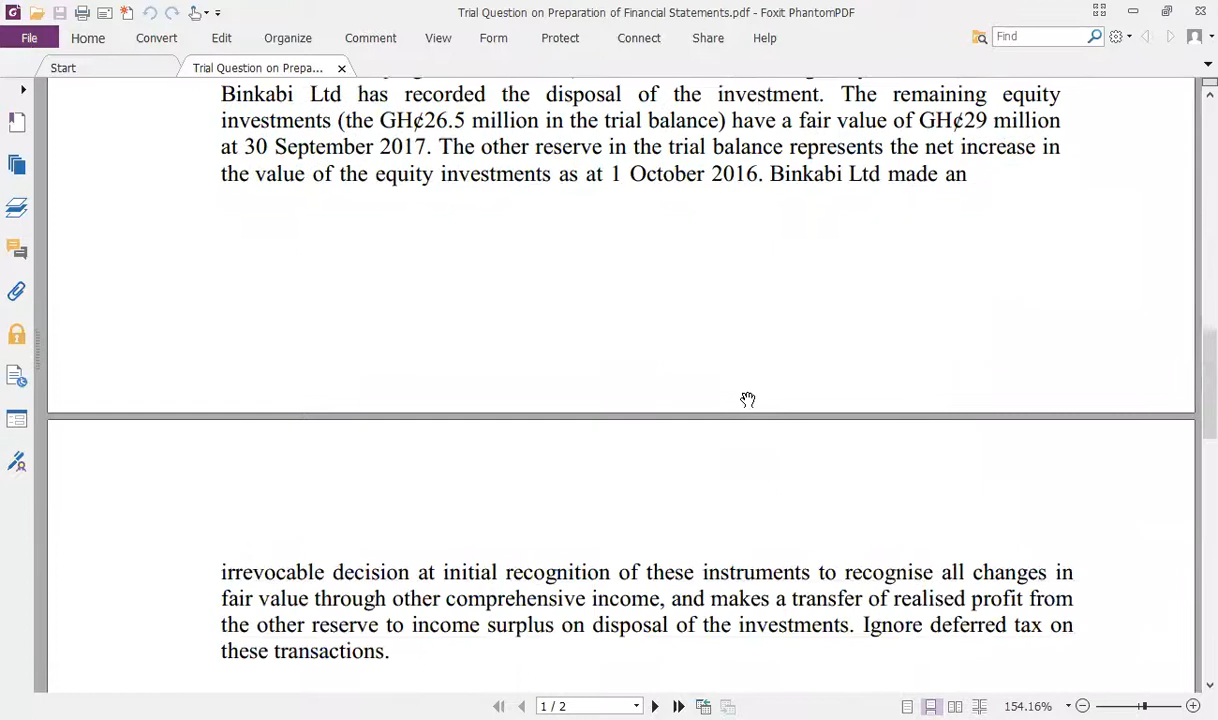 Trial Question on Preparation of Financial Statements.pdf - Foxit PhantomPDF
File Home Convert Edit Organize Comment View Form Protect Connect Share Help Find
Start Trial Question on Prepa...
Binkabi Ltd has recorded the disposal of the investment. The remaining equity
investments (the GH¢26.5 million in the trial balance) have a fair value of GH¢29 million
at 30 September 2017. The other reserve in the trial balance represents the net increase in
the value of the equity investments as at 1 October 2016. Binkabi Ltd made an
irrevocable decision at initial recognition of these instruments to recognise all changes in
fair value through other comprehensive income, and makes a transfer of realised profit from
the other reserve to income surplus on disposal of the investments. Ignore deferred tax on
these transactions.
1 / 2 154.16%